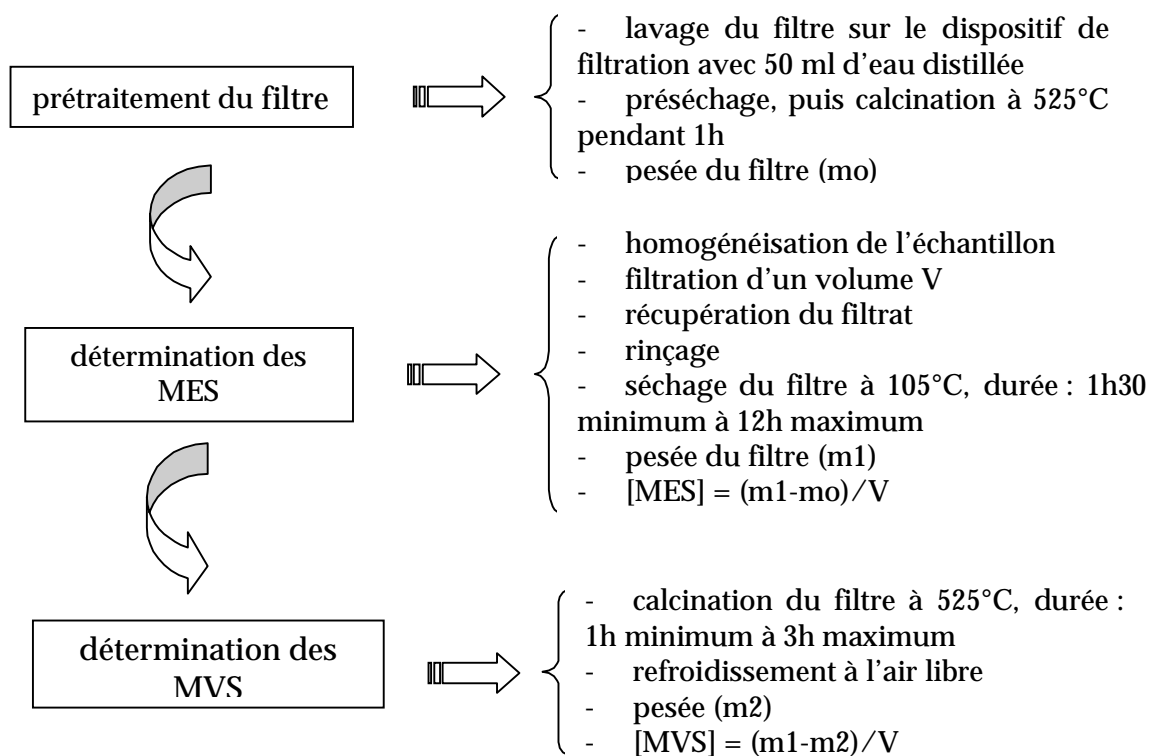 prétraitement du filtre
- lavage du filtre sur le dispositif de
filtration avec 50 ml d'eau distillée
- préséchage, puis calcination à 525°C
pendant 1h
- pesée du filtre (mo)
détermination des
MES
- homogénéisation de l'échantillon
- filtration d'un volume V
- récupération du filtrat
- rinçage
- séchage du filtre à 105°C, durée : 1h30
minimum à 12h maximum
- pesée du filtre (m1)
- [MES] = (m1-mo)/V
détermination des
MVS
- calcination du filtre à 525°C, durée :
1h minimum à 3h maximum
- refroidissement à l'air libre
- pesée (m2)
- [MVS] = (m1-m2)/V